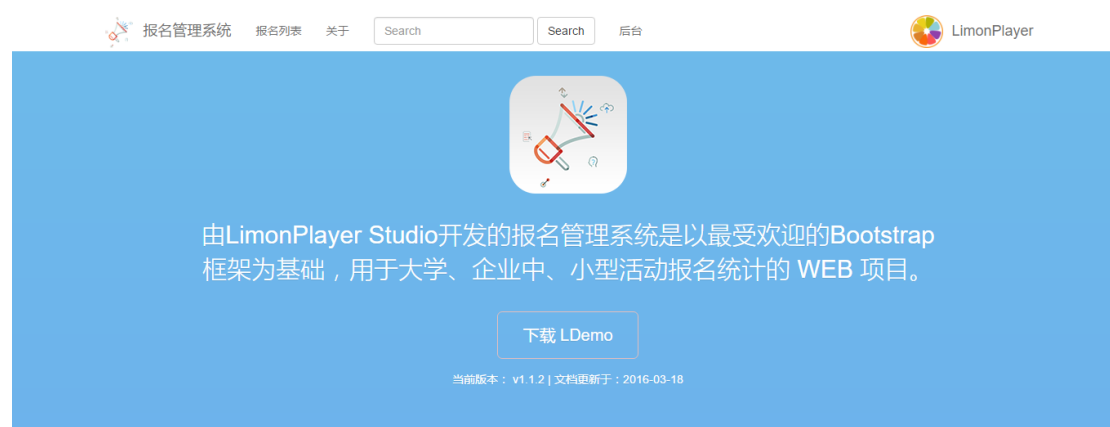 报名管理系统 报名列表 关于 Search Search 后台 LimonPlayer
由LimonPlayer Studio开发的报名管理系统是以最受欢迎的Bootstrap
框架为基础，用于大学、企业中、小型活动报名统计的 WEB 项目。
下载 LDemo
当前版本： v1.1.2 | 文档更新于：2016-03-18